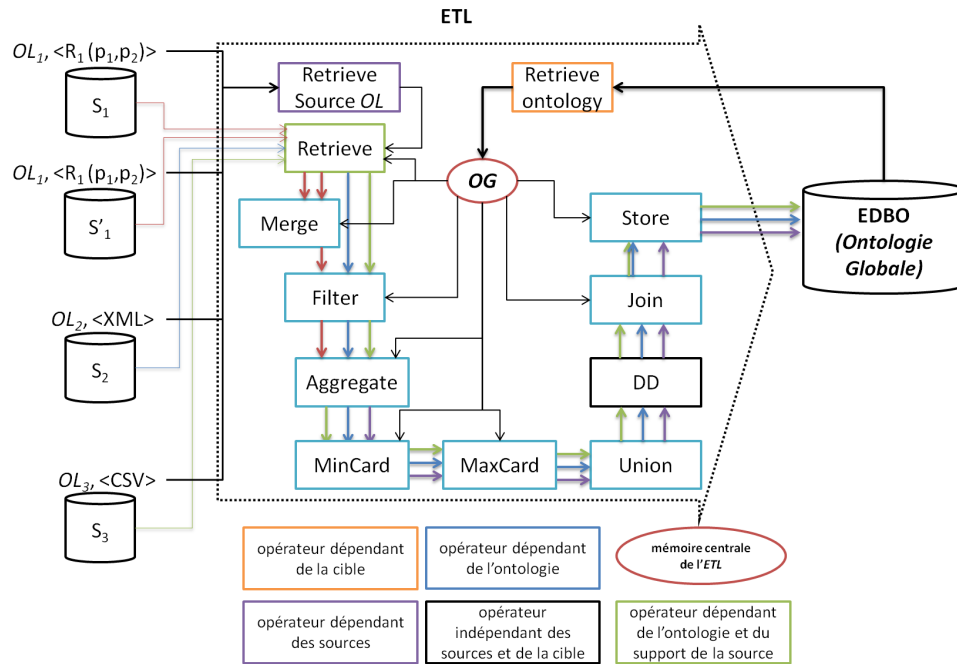 ETL
OL1, <R1 (p1,p2)>
S1
OL1, <R1 (p1,p2)>
S'1
OL2, <XML>
S2
OL3, <CSV>
S3
Retrieve
Source OL
Retrieve
ontology
Retrieve
OG
Merge
Store
EDBO
(Ontologie
Globale)
Filter
Join
Aggregate
DD
MinCard
MaxCard
Union
opérateur dépendant
de la cible
opérateur dépendant
de l'ontologie
mémoire centrale
de l'ETL
opérateur dépendant
des sources
opérateur
indépendant des
sources et de la cible
opérateur dépendant
de l'ontologie et du
support de la source